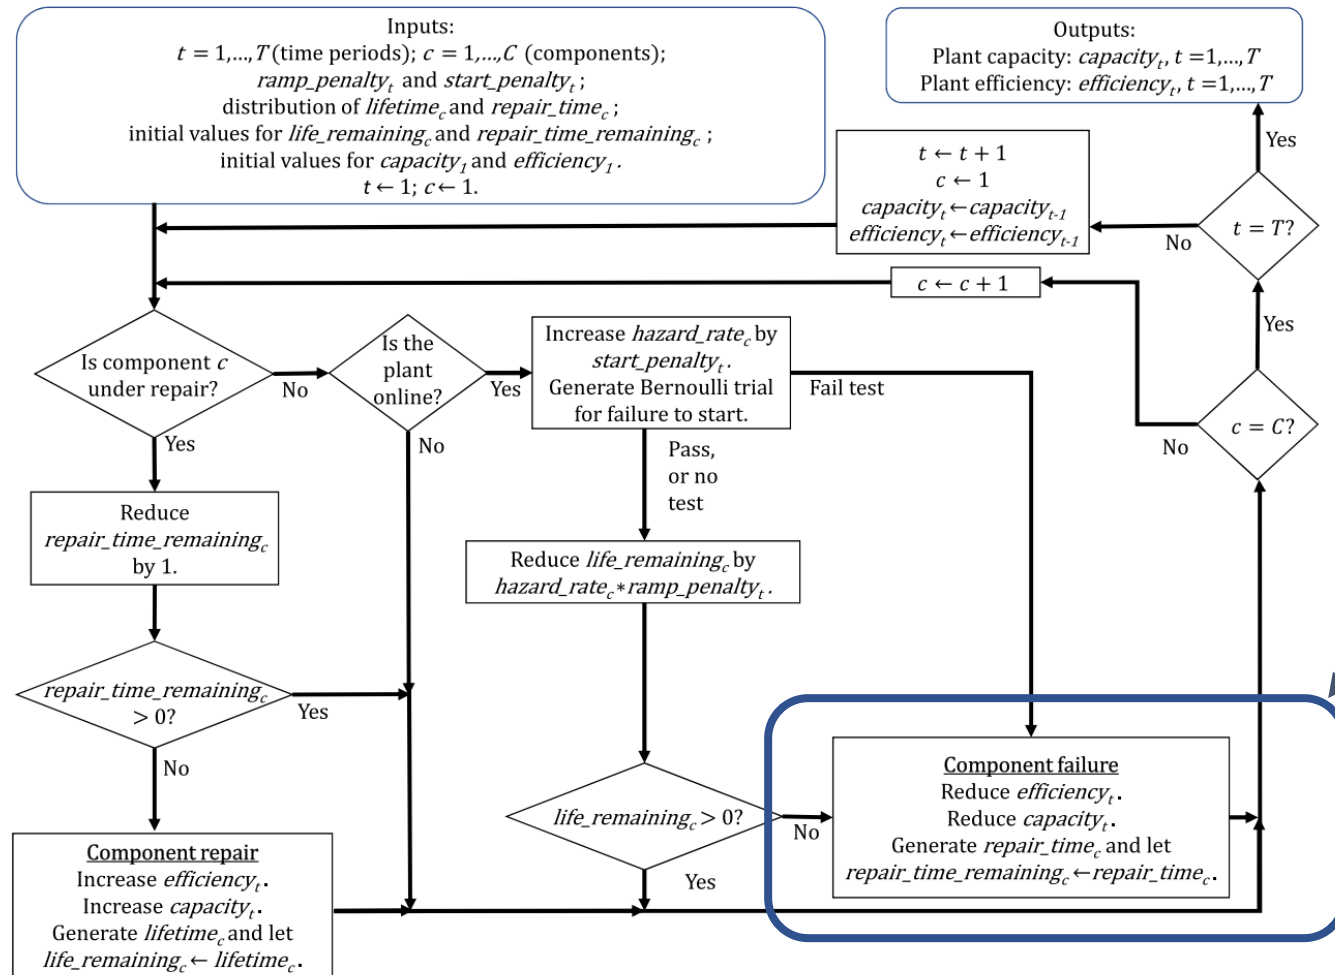 Inputs:
t = 1,...,T (time periods); c = 1,...,C (components);
ramp_penalty_t and start_penalty_t ;
distribution of lifetime_c and repair_time_c ;
initial values for life_remaining_c and repair_time_remaining_c ;
initial values for capacity_1 and efficiency_1 .
t ← 1; c ← 1.
Outputs:
Plant capacity: capacity_t, t = 1,...,T
Plant efficiency: efficiency_t, t = 1,...,T
Yes
t ← t + 1
c ← 1
capacity_t ← capacity_t-1
efficiency_t ← efficiency_t-1
No
t = T?
c ← c + 1
Yes
Is component c
under repair?
No
Is the
plant
online?
Yes
Increase hazard_rate_c by
start_penalty_t.
Generate Bernoulli trial
for failure to start.
Fail test
No
c = C?
Yes
No
Pass,
or no
test
Reduce
repair_time_remaining_c
by 1.
Reduce life_remaining_c by
hazard_rate_c * ramp_penalty_t.
repair_time_remaining_c
> 0?
Yes
No
life_remaining_c > 0?
No
Yes
Component failure
Reduce efficiency_t.
Reduce capacity_t.
Generate repair_time_c and let
repair_time_remaining_c ← repair_time_c.
Component repair
Increase efficiency_t.
Increase capacity_t.
Generate lifetime_c and let
life_remaining_c ← lifetime_c.